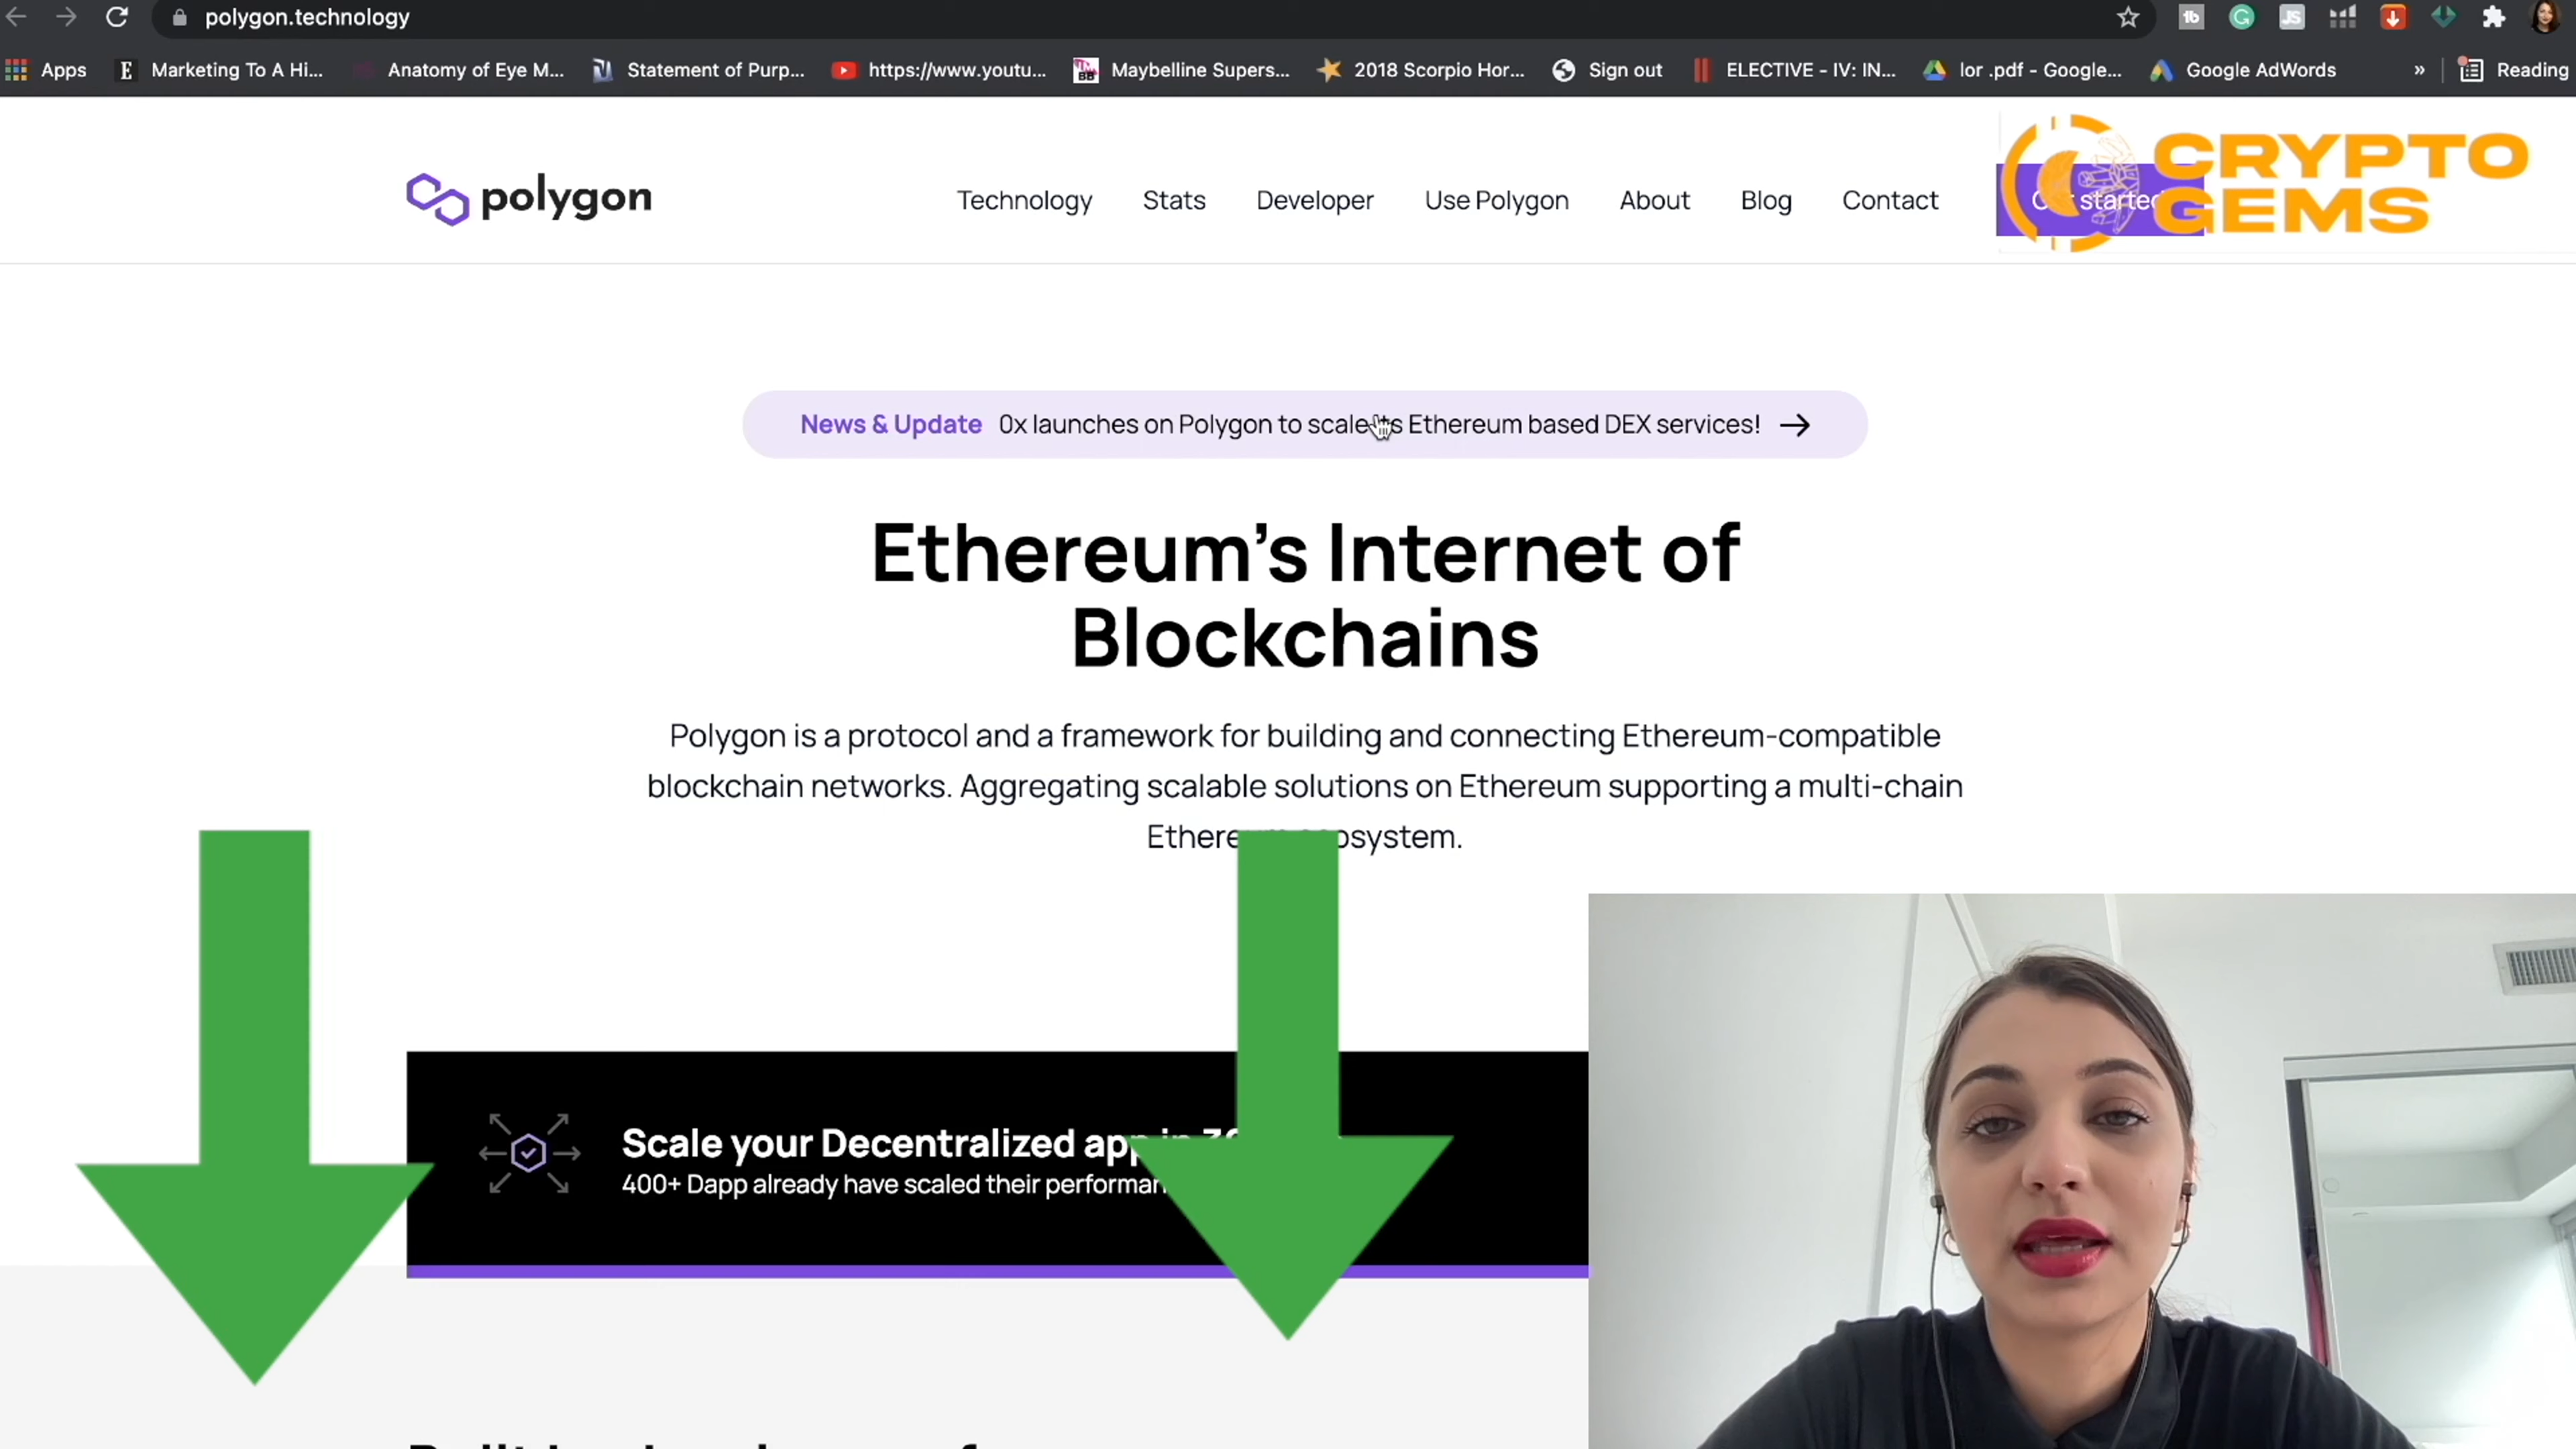 polygon.technology
Apps
Marketing To A Hi...
Anatomy of Eye M...
Statement of Purp...
https://www.youtu...
Maybelline Supers...
2018 Scorpio Hor...
Sign out
ELECTIVE - IV: IN...
lor .pdf - Google...
Google AdWords
»
Reading
polygon
Technology
Stats
Developer
Use Polygon
About
Blog
Contact
started
CRYPTO
GEMS
News & Update 0x launches on Polygon to scale Ethereum based DEX services!
Ethereum's Internet of
Blockchains
Polygon is a protocol and a framework for building and connecting Ethereum-compatible
blockchain networks. Aggregating scalable solutions on Ethereum supporting a multi-chain
Scale your Decentralized app in
400+ Dapp already have scaled their